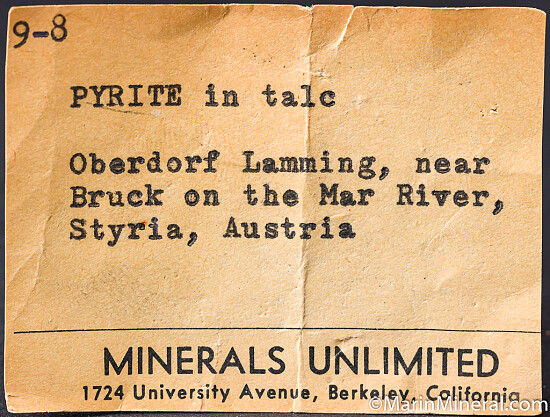 9-8
PYRITE in talc
Oberdorf Lamming, near
Bruck on the Mar River,
Styria, Austria
MINERALS UNLIMITED
1724 University Avenue, Berkeley, California
©MarinMineral.com